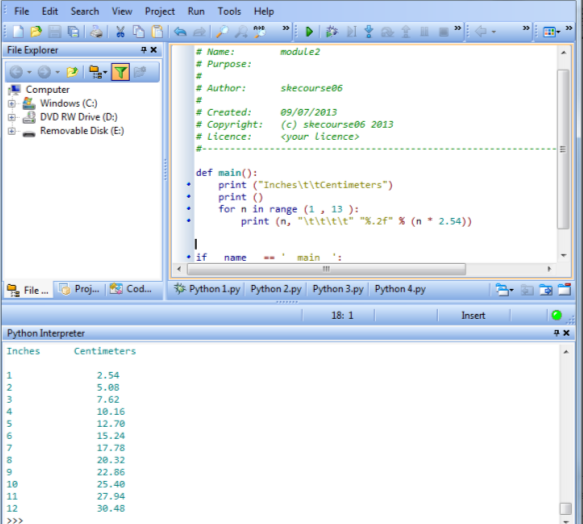 File Edit Search View Project Run Tools Help
File Explorer
Computer
Windows (C:)
DVD RW Drive (D:)
Removable Disk (E:)
File ... Proj... Cod...
# Name: module2
# Purpose:
#
# Author: skecourse06
#
# Created: 09/07/2013
# Copyright: (c) skecourse06 2013
# Licence: <your licence>
#-------------------------------------------------------------------------------
def main():
print ("Inches\t\tCentimeters")
print ()
for n in range (1 , 13 ):
print (n, "\t\t\t\t" "%.2f" % (n * 2.54))
if __name__ == '__main__':
Python 1.py Python 2.py Python 3.py Python 4.py
18: 1 Insert
Python Interpreter
Inches Centimeters
1 2.54
2 5.08
3 7.62
4 10.16
5 12.70
6 15.24
7 17.78
8 20.32
9 22.86
10 25.40
11 27.94
12 30.48
>>>